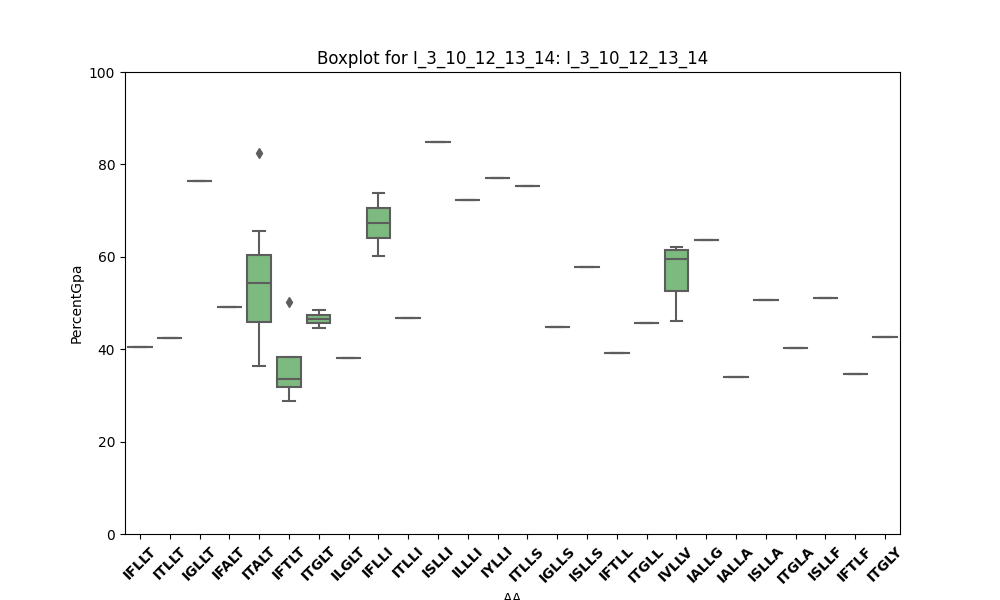 Boxplot for I_3_10_12_13_14: I_3_10_12_13_14
100
80
60
40
20
0
PercentGpa
IFLLT ITLLT IGLLT IFALT ITALT IFTLT ITGLT ILGLT IFLLI ITLLI ISLLI ILLLI IYLLI ITLLS IGLLS ISLLS IFTLL ITGLL IVLLV IALLG IALLA ISLLA ITGLA ISLLF IFTLF ITGLY
AA